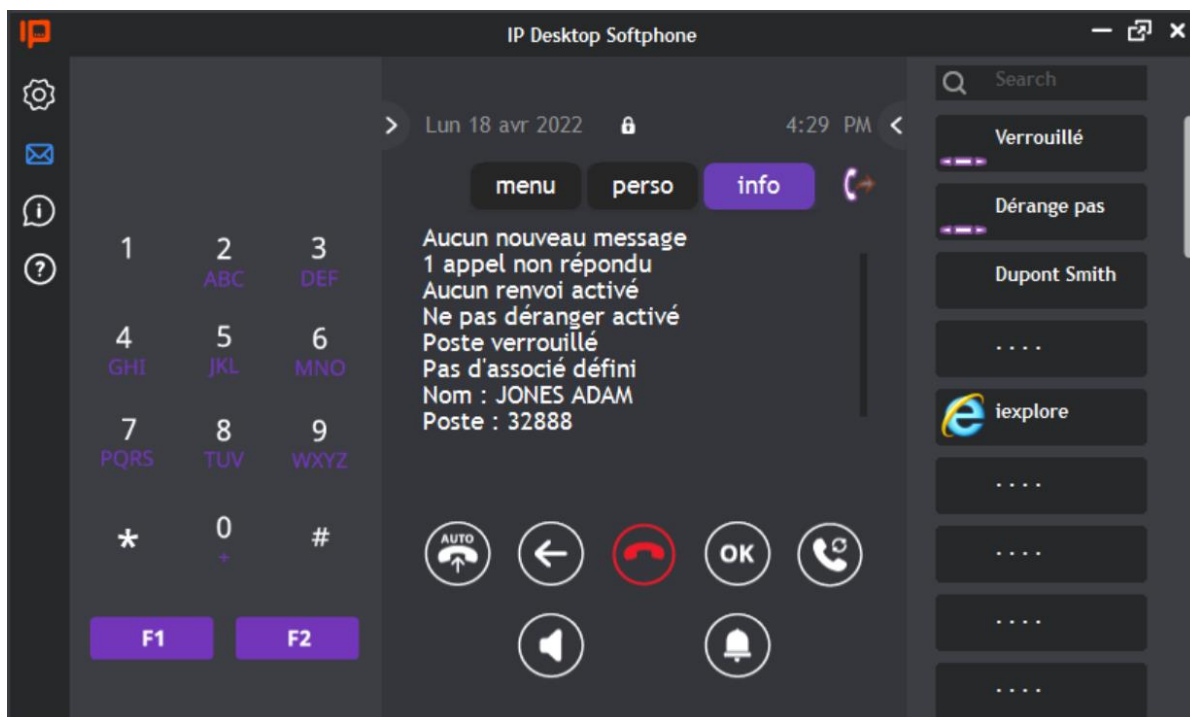 IP Desktop Softphone
1
2
ABC
3
DEF
4
GHI
5
JKL
6
MNO
7
PQRS
8
TUV
9
WXYZ
*
0
+
#
F1
F2
Lun 18 avr 2022
4:29 PM
menu
perso
info
Aucun nouveau message
1 appel non répondu
Aucun renvoi activé
Ne pas déranger activé
Poste verrouillé
Pas d'associé défini
Nom : JONES ADAM
Poste : 32888
AUTO
OK
Search
Verrouillé
Dérange pas
Dupont Smith
. . . .
iexplore
. . . .
. . . .
. . . .
. . . .